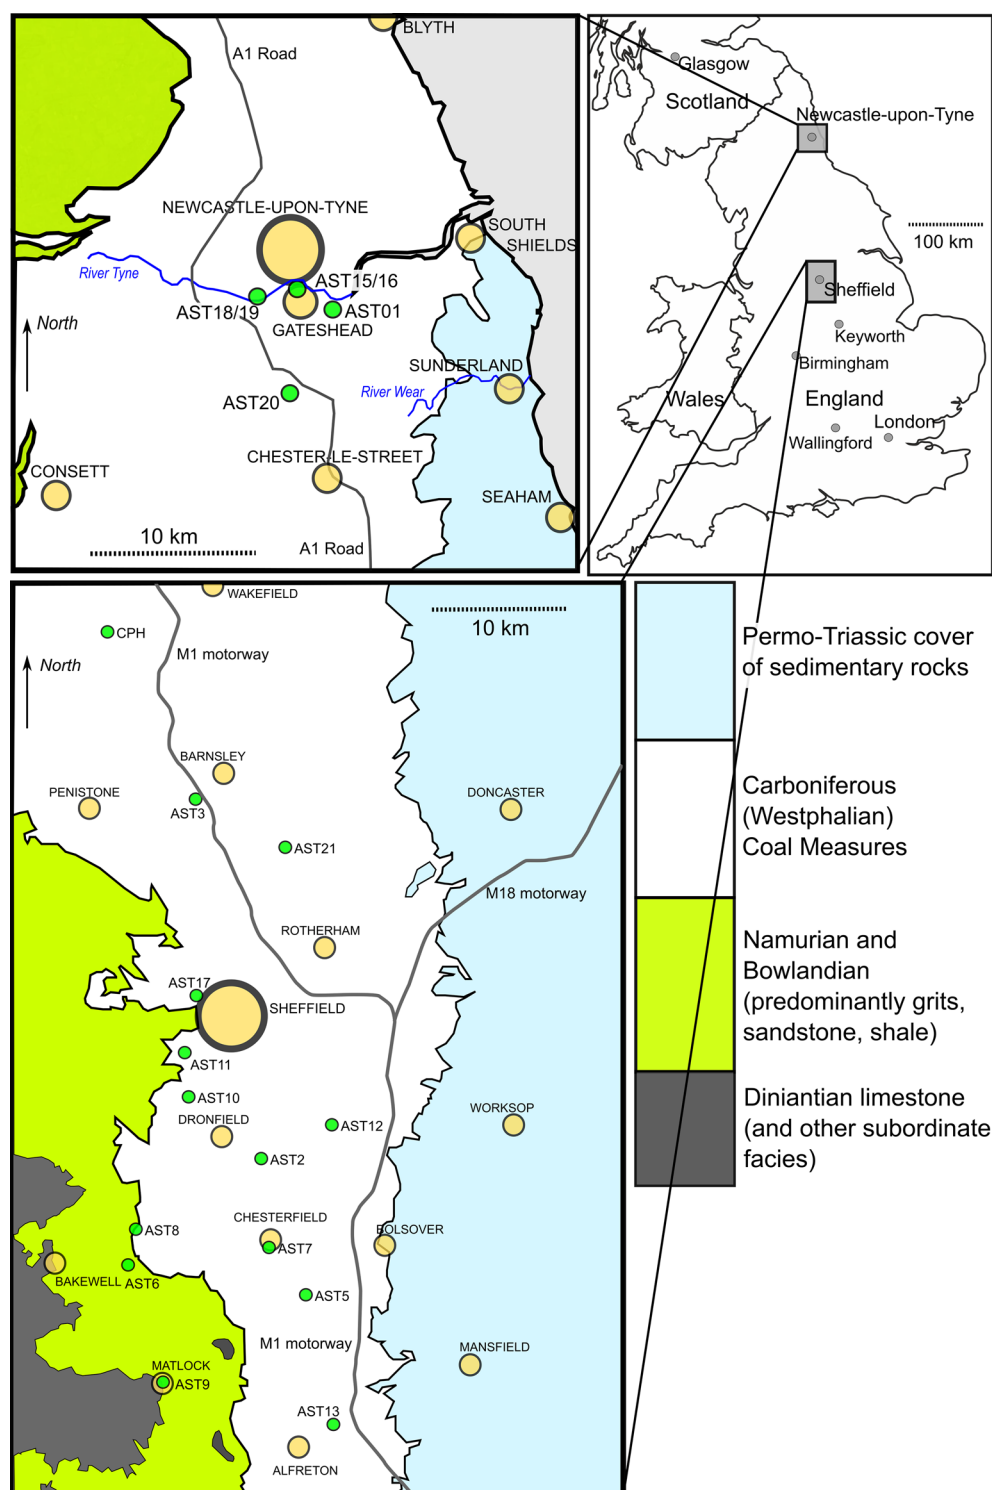 BLYTH
A1 Road
NEWCASTLE-UPON-TYNE
SOUTH
SHIELDS
River Tyne
AST15/16
AST18/19
AST01
GATESHEAD
North
SUNDERLAND
River Wear
AST20
CHESTER-LE-STREET
CONSETT
SEAHAM
10 km
A1 Road
Glasgow
Scotland
Newcastle-upon-Tyne
100 km
Sheffield
Keyworth
Birmingham
Wales
England
London
Wallingford
WAKEFIELD
10 km
CPH
M1 motorway
North
BARNSLEY
PENISTONE
DONCASTER
AST3
AST21
M18 motorway
ROTHERHAM
AST17
SHEFFIELD
AST11
AST10
WORKSOP
DRONFIELD
AST12
AST2
CHESTERFIELD
AST8
BOLSOVER
AST7
BAKEWELL
AST6
AST5
M1 motorway
MANSFIELD
MATLOCK
AST9
AST13
ALFRETON
Permo-Triassic cover
of sedimentary rocks
Carboniferous
(Westphalian)
Coal Measures
Namurian and
Bowlandian
(predominantly grits,
sandstone, shale)
Diniantian limestone
(and other subordinate
facies)